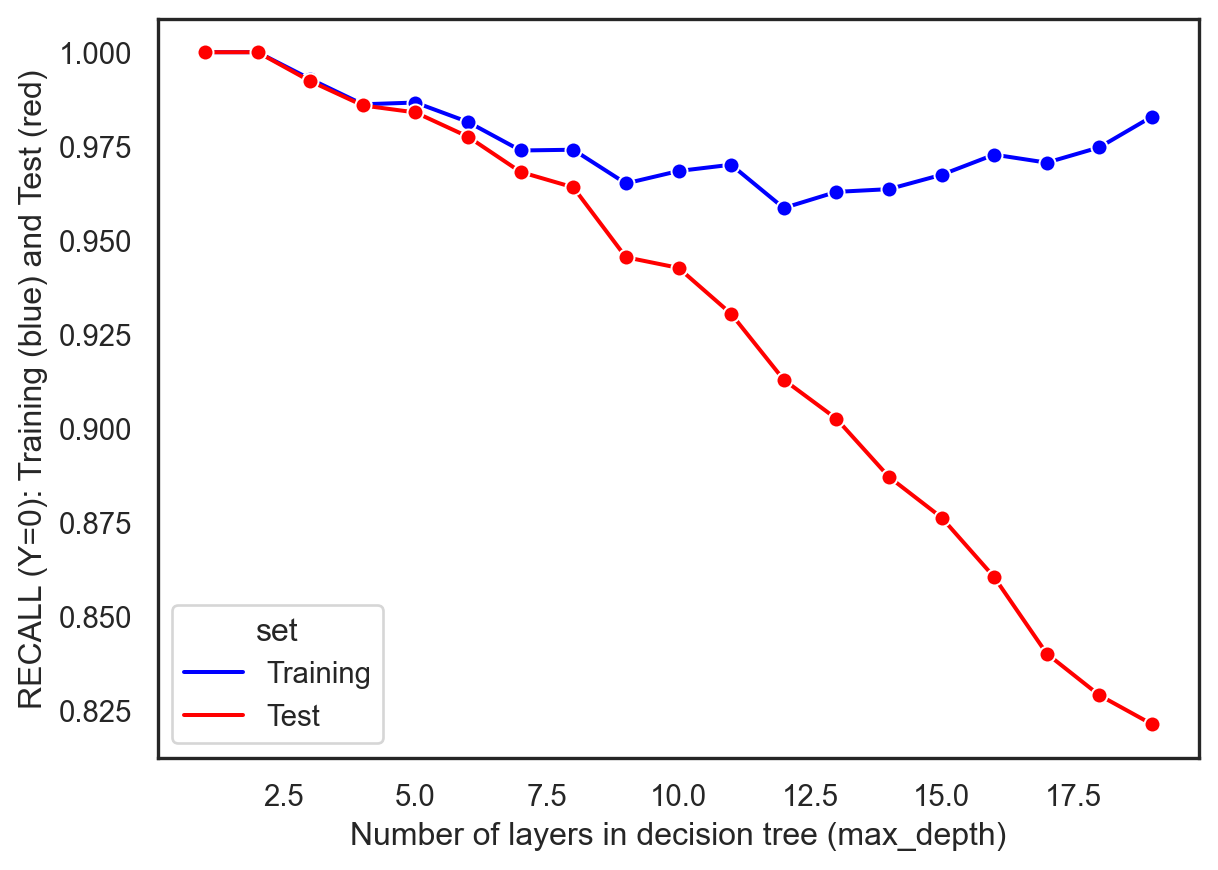 RECALL (Y=0): Training (blue) and Test (red)
1.000
0.975
0.950
0.925
0.900
0.875
0.850
0.825
set
Training
Test
2.5 5.0 7.5 10.0 12.5 15.0 17.5
Number of layers in decision tree (max_depth)